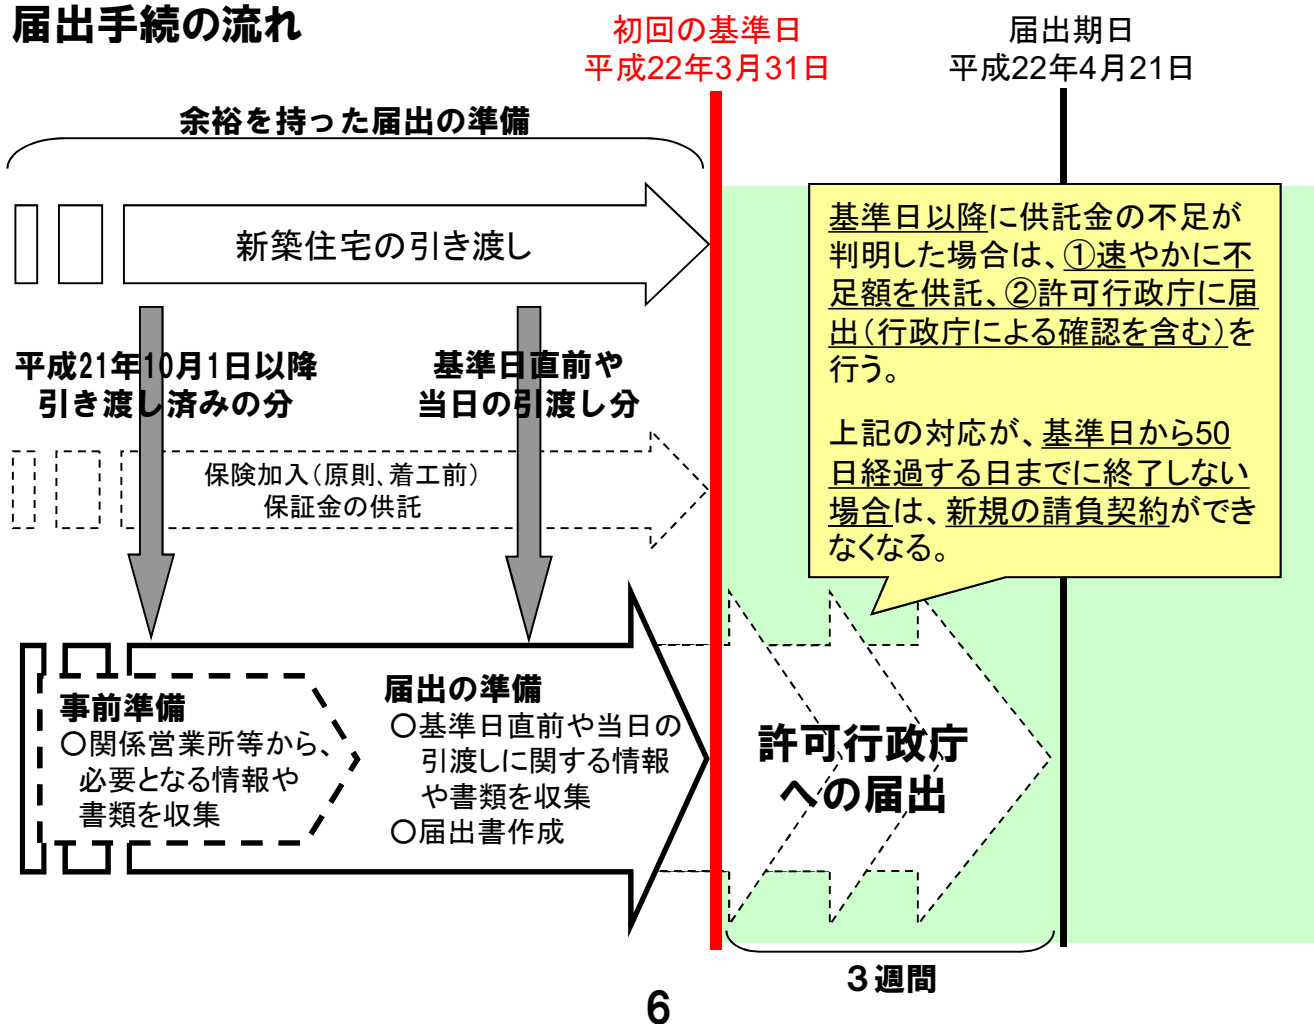 届出手続の流れ
初回の基準日
平成22年3月31日
届出期日
平成22年4月21日
余裕を持った届出の準備
新築住宅の引き渡し
平成21年10月1日以降
引き渡し済みの分
基準日直前や
当日の引渡し分
保険加入（原則、着工前）
保証金の供託
基準日以降に供託金の不足が
判明した場合は、①速やかに不
足額を供託、②許可行政庁に届
出（行政庁による確認を含む）を
行う。
上記の対応が、基準日から50
日経過する日までに終了しない
場合は、新規の請負契約ができ
なくなる。
事前準備
○関係営業所等から、
必要となる情報や
書類を収集
届出の準備
○基準日直前や当日の
引渡しに関する情報
や書類を収集
○届出書作成
許可行政庁
への届出
３週間
6